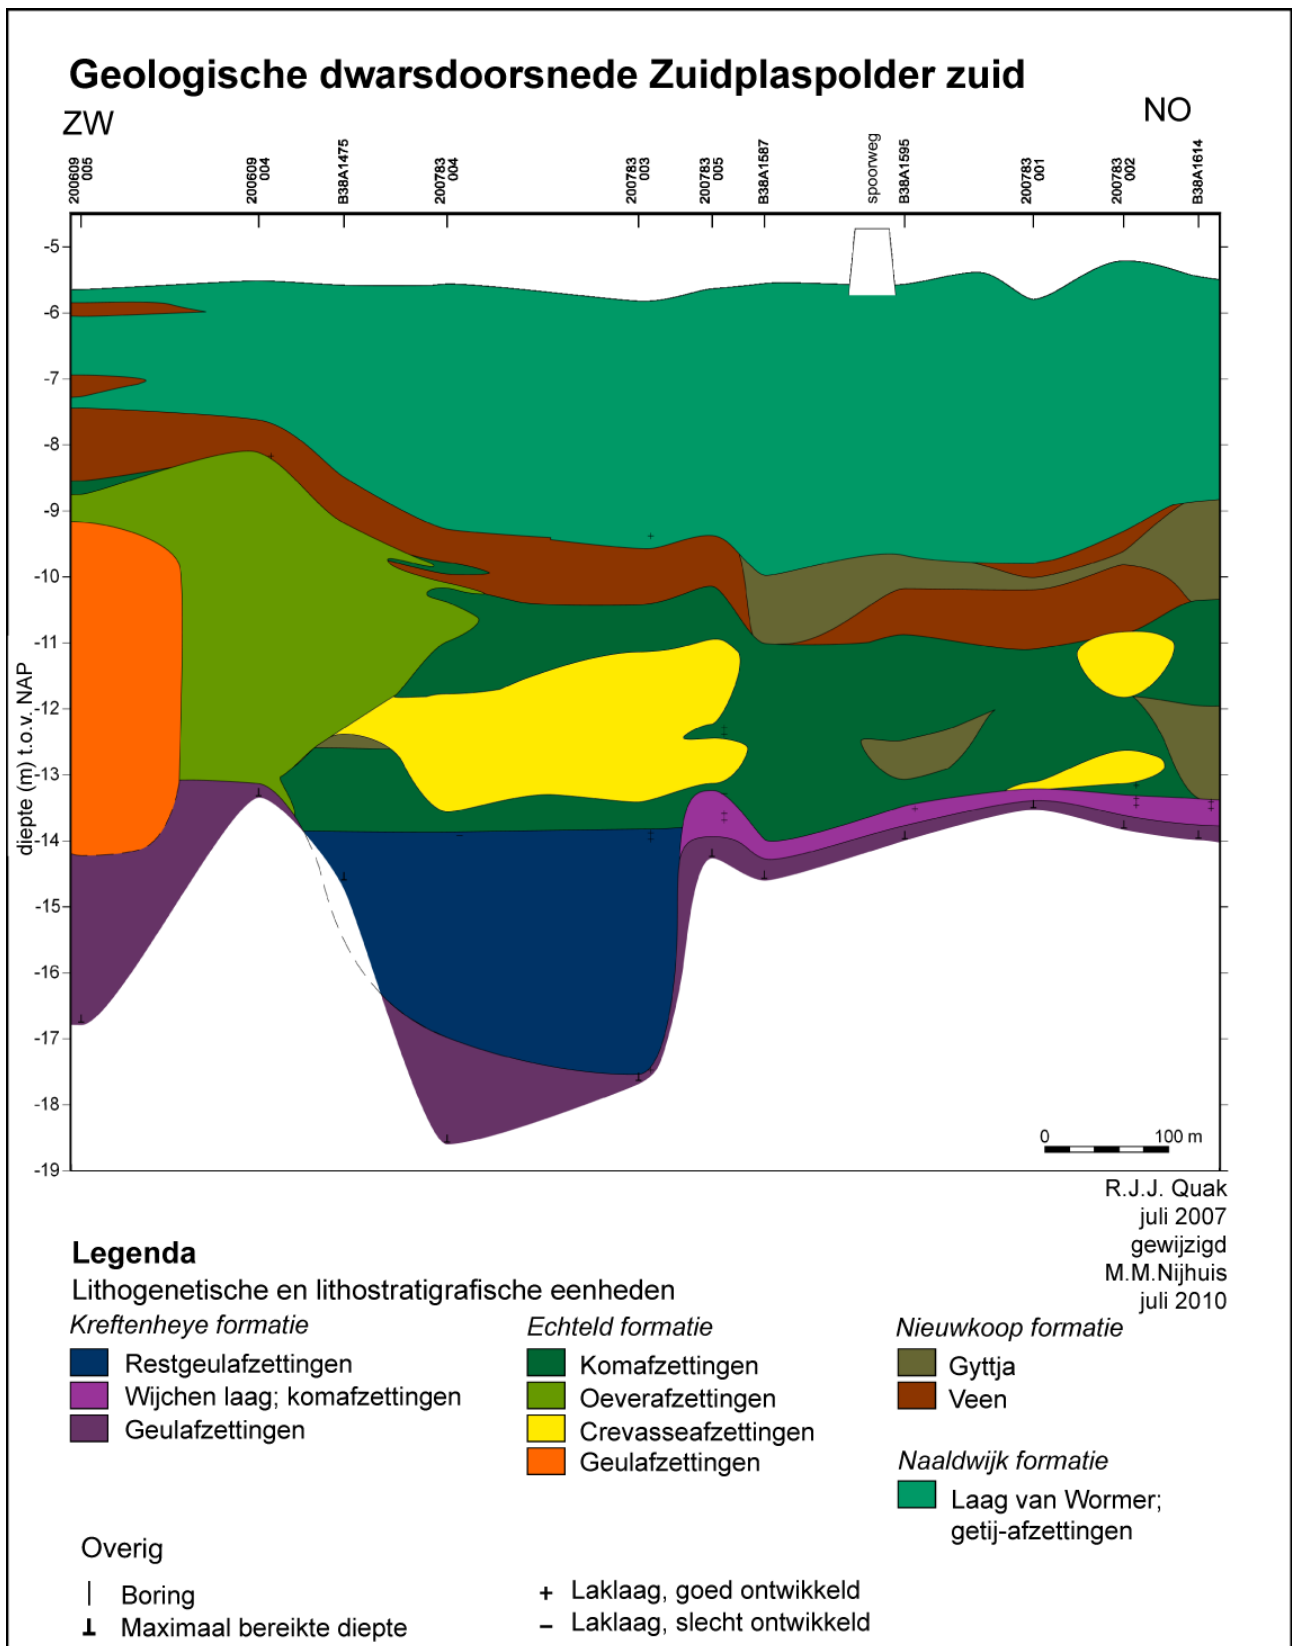 Geologische dwarsdoorsnede Zuidplaspolder zuid
ZW
NO
200609
005
200609
004
B38A1475
200783
004
200783
003
200783
005
B38A1587
spoorweg
B38A1595
200783
001
200783
002
B38A1614
-5
-6
-7
-8
-9
-10
-11
-12
-13
-14
-15
-16
-17
-18
-19
diepte (m) t.o.v. NAP
0 100 m
R.J.J. Quak
juli 2007
gewijzigd
M.M.Nijhuis
juli 2010
Legenda
Lithogenetische en lithostratigrafische eenheden
Kreftenheye formatie
Restgeulafzettingen
Wijchen laag; komafzettingen
Geulafzettingen
Echteld formatie
Komafzettingen
Oeverafzettingen
Crevasseafzettingen
Geulafzettingen
Nieuwkoop formatie
Gyttja
Veen
Naaldwijk formatie
Laag van Wormer;
getij-afzettingen
Overig
Boring
Maximaal bereikte diepte
+ Laklaag, goed ontwikkeld
– Laklaag, slecht ontwikkeld